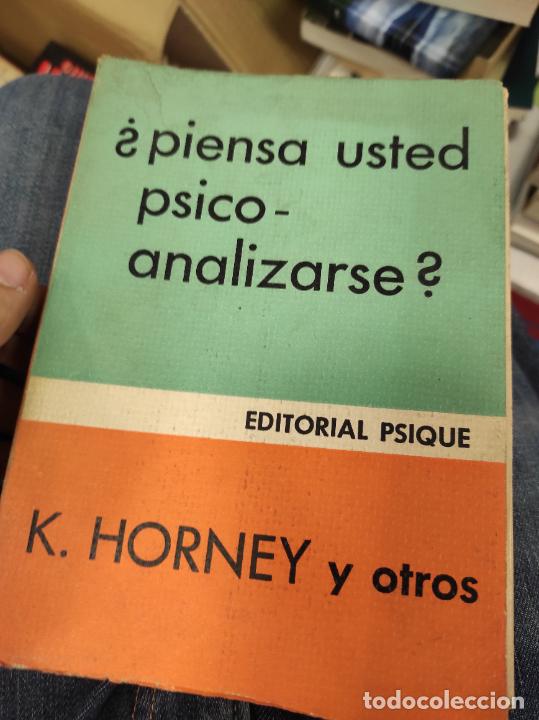 ¿piensa usted
psico-
analizarse?
EDITORIAL PSIQUE
K. HORNEY y otros
todocoleccion